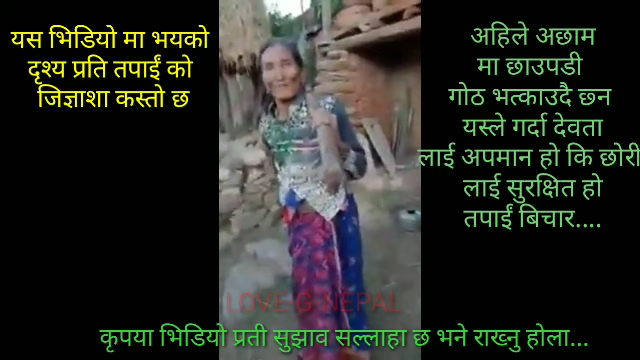 यस भिडियो मा भयको
दृश्य प्रति तपाईं को
जिज्ञाशा कस्तो छ
अहिले अछाम
मा छाउपडी
गोठ भत्काउदै छ्न
यस्ले गर्दा देवता
लाई अपमान हो कि छोरी
लाई सुरक्षित हो
तपाईं बिचार....
LOVE G NEPAL
कृपया भिडियो प्रती सुझाव सल्लाहा छ भने राख्नु होला...